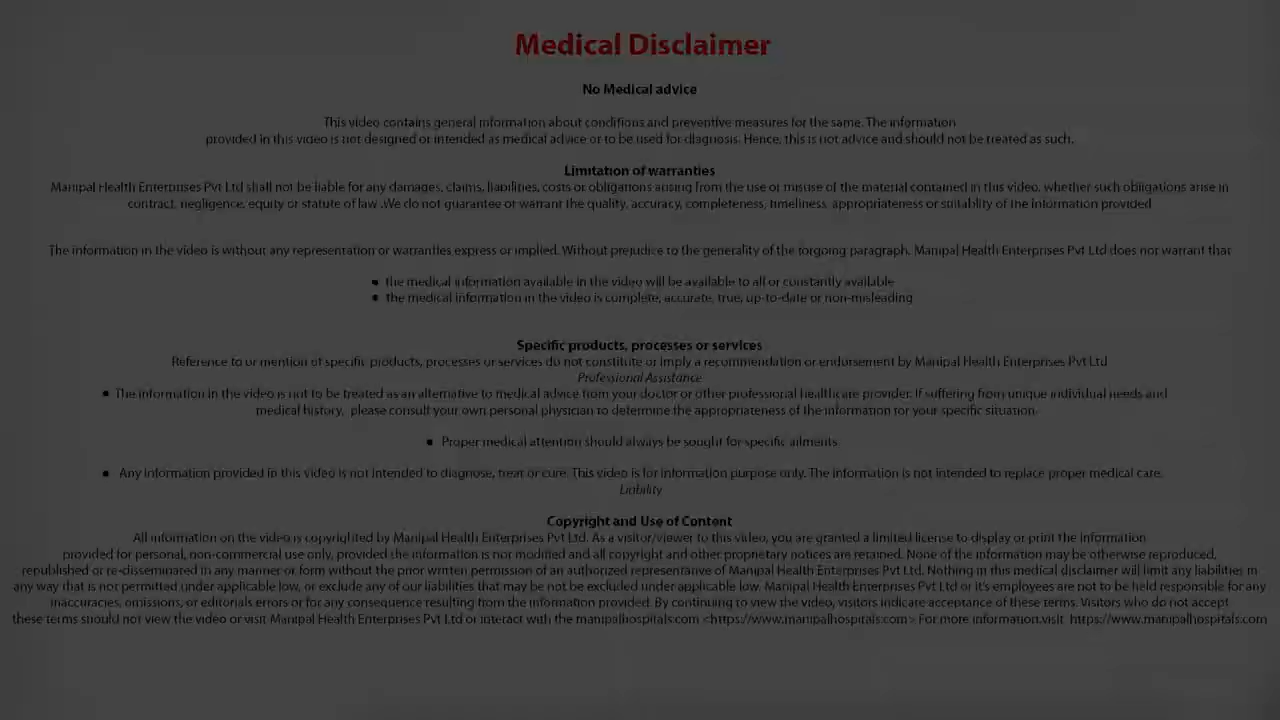 Medical Disclaimer
No Medical advice
This video contains general information about conditions and preventive measures for the same. The information
provided in this video is not designed or intended as medical advice or to be used for diagnosis. Hence, this is not advice and should not be treated as such.
Limitation of warranties
Manipal Health Enterprises Pvt Ltd shall not be liable for any damages, claims, liabilities, costs or obligations arising from the use or misuse of the material contained in this video, whether such obligations arise in
contract, negligence, equity or statute of law .We do not guarantee or warrant the quality, accuracy, completeness, timeliness, appropriateness or suitability of the information provided
The information in the video is without any representation or warranties express or implied. Without prejudice to the generality of the forgoing paragraph, Manipal Health Enterprises Pvt Ltd does nor warrant that
• the medical information available in the video will be available to all or constantly available
• the medical information in the video is complete, accurate, true, up-to-date or non-misleading
Specific products, processes or services
Reference to or mention of specific products, processes or services do not constitute or imply a recommendation or endorsement by Manipal Health Enterprises Pvt Ltd
Professional Assistance
• The information in the video is not to be treated as an alternative to medical advice from your doctor or other professional healthcare provider. If suffering from unique individual needs and
medical history, please consult your own personal physician to determine the appropriateness of the information for your specific situation.
• Proper medical attention should always be sought for specific ailments
• Any information provided in this video is not intended to diagnose, treat or cure. This video is for information purpose only. The information is not intended to replace proper medical care.
Liability
Copyright and Use of Content
All information on the video is copyrighted by Manipal Health Enterprises Pvt Ltd. As a visitor/viewer to this video, you are granted a limited license to display or print the information
provided for personal, non-commercial use only, provided the information is not modified and all copyright and other proprietary notices are retained. None of the information may be otherwise reproduced,
republished or re-disseminated in any manner or form without the prior written permission of an authorized representative of Manipal Health Enterprises Pvt Ltd. Nothing in this medical disclaimer will limit any liabilities in
any way that is not permitted under applicable low, or exclude any of our liabilities that may be not be excluded under applicable low. Manipal Health Enterprises Pvt Ltd or it's employees are not to be held responsible for any
inaccuracies, omissions, or editorials errors or for any consequence resulting from the information provided. By continuing to view the video, visitors indicate acceptance of these terms. Visitors who do not accept
these terms should not view the video or visit Manipal Health Enterprises Pvt Ltd or interact with the manipalhospitals.com <https://www.manipalhospitals.com> For more information.visit https://www.manipalhospitals.com